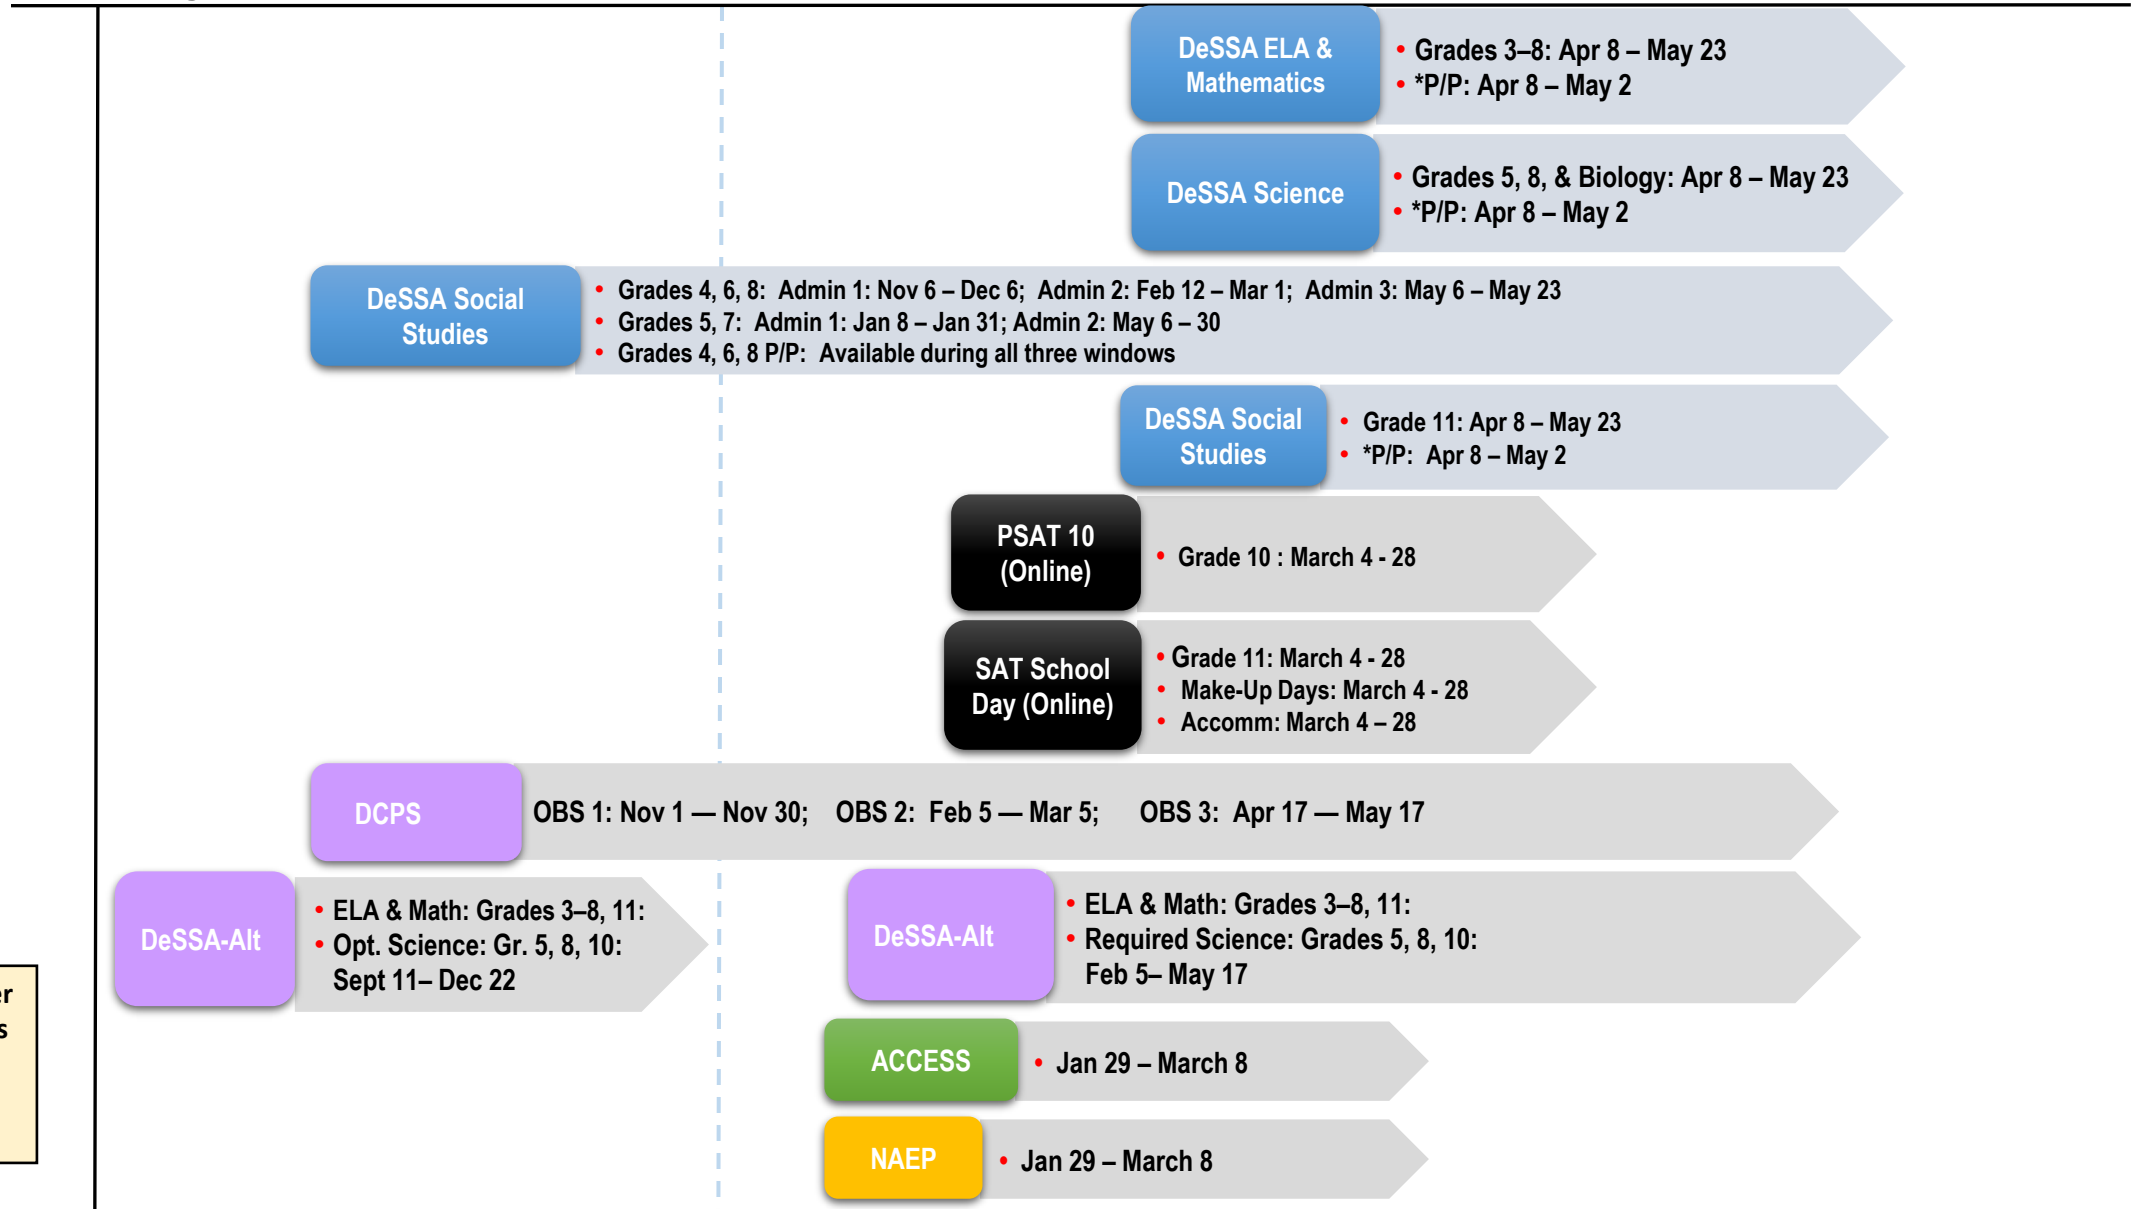 DeSSA ELA &
Mathematics
• Grades 3–8: Apr 8 – May 23
• *P/P: Apr 8 – May 2
DeSSA Science
• Grades 5, 8, & Biology: Apr 8 – May 23
• *P/P: Apr 8 – May 2
DeSSA Social
Studies
• Grades 4, 6, 8: Admin 1: Nov 6 – Dec 6; Admin 2: Feb 12 – Mar 1; Admin 3: May 6 – May 23
• Grades 5, 7: Admin 1: Jan 8 – Jan 31; Admin 2: May 6 – 30
• Grades 4, 6, 8 P/P: Available during all three windows
DeSSA Social
Studies
• Grade 11: Apr 8 – May 23
• *P/P: Apr 8 – May 2
PSAT 10
(Online)
• Grade 10 : March 4 - 28
SAT School
Day (Online)
• Grade 11: March 4 - 28
• Make-Up Days: March 4 - 28
• Accomm: March 4 – 28
DCPS
OBS 1: Nov 1 — Nov 30; OBS 2: Feb 5 — Mar 5; OBS 3: Apr 17 — May 17
DeSSA-Alt
• ELA & Math: Grades 3–8, 11:
• Opt. Science: Gr. 5, 8, 10:
Sept 11– Dec 22
DeSSA-Alt
• ELA & Math: Grades 3–8, 11:
• Required Science: Grades 5, 8, 10:
Feb 5– May 17
ACCESS
• Jan 29 – March 8
NAEP
• Jan 29 – March 8